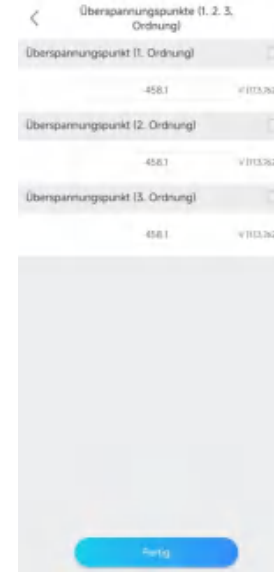 Überspannungspunkte (1. 2. 3.
Ordnung)
Überspannungspunkt (1. Ordnung)
458.1
Überspannungspunkt (2. Ordnung)
458.1
Überspannungspunkt (3. Ordnung)
458.1
Fertig